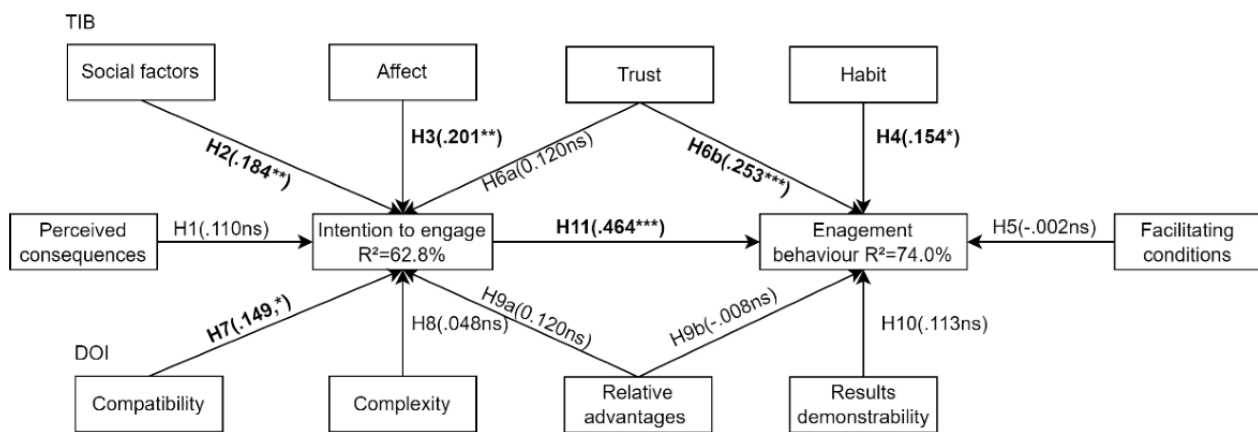 TIB
Social factors
Affect
Trust
Habit
H2(.184**)
H3(.201**)
H6a(0.120ns)
H6b(.253***)
H4(.154*)
Perceived
consequences
H1(.110ns)
Intention to engage
R²=62.8%
H11(.464***)
Enagement
behaviour R²=74.0%
H5(-.002ns)
Facilitating
conditions
H7(.149,*)
H8(.048ns)
H9a(0.120ns)
H9b(-.008ns)
H10(.113ns)
DOI
Compatibility
Complexity
Relative
advantages
Results
demonstrability